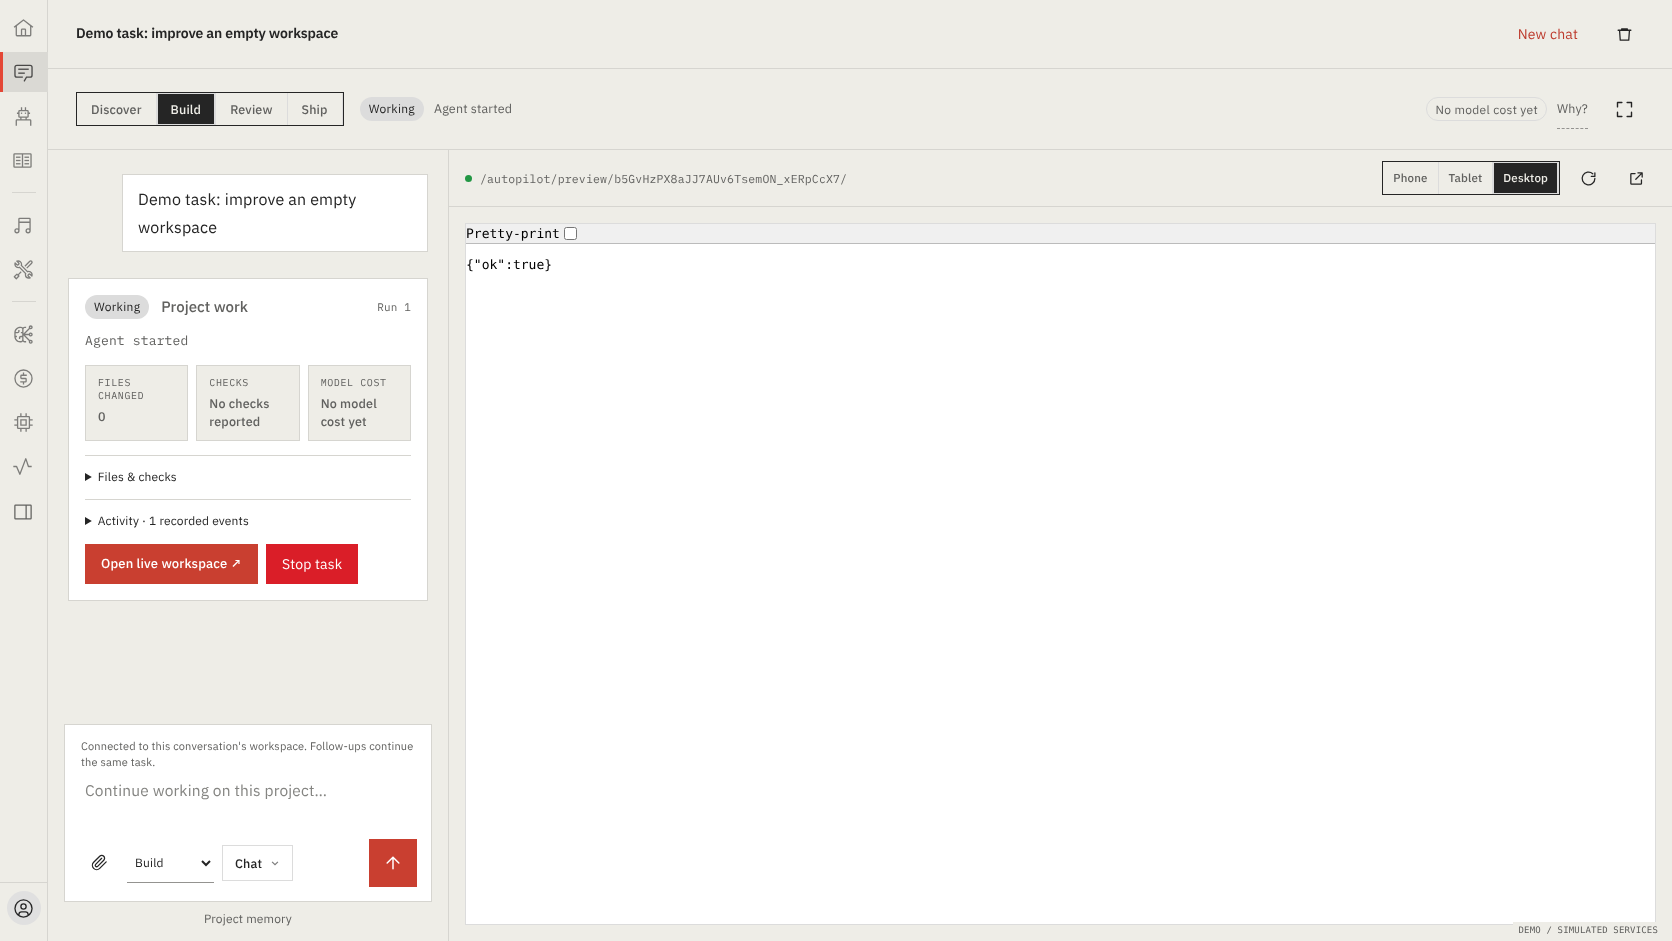 Demo task: improve an empty workspace
New chat
Discover
Build
Review
Ship
Working
Agent started
No model cost yet
Why?
Demo task: improve an empty
workspace
Working
Project work
Run 1
Agent started
FILES
CHANGED
0
CHECKS
No checks
reported
MODEL COST
No model
cost yet
Files & checks
Activity · 1 recorded events
Open live workspace ↗
Stop task
Connected to this conversation's workspace. Follow-ups continue
the same task.
Continue working on this project...
Build
Chat
Project memory
/autopilot/preview/b5GvHzPX8aJJ7AUv6TsemON_xERpCcX7/
Phone
Tablet
Desktop
Pretty-print
{"ok":true}
DEMO / SIMULATED SERVICES